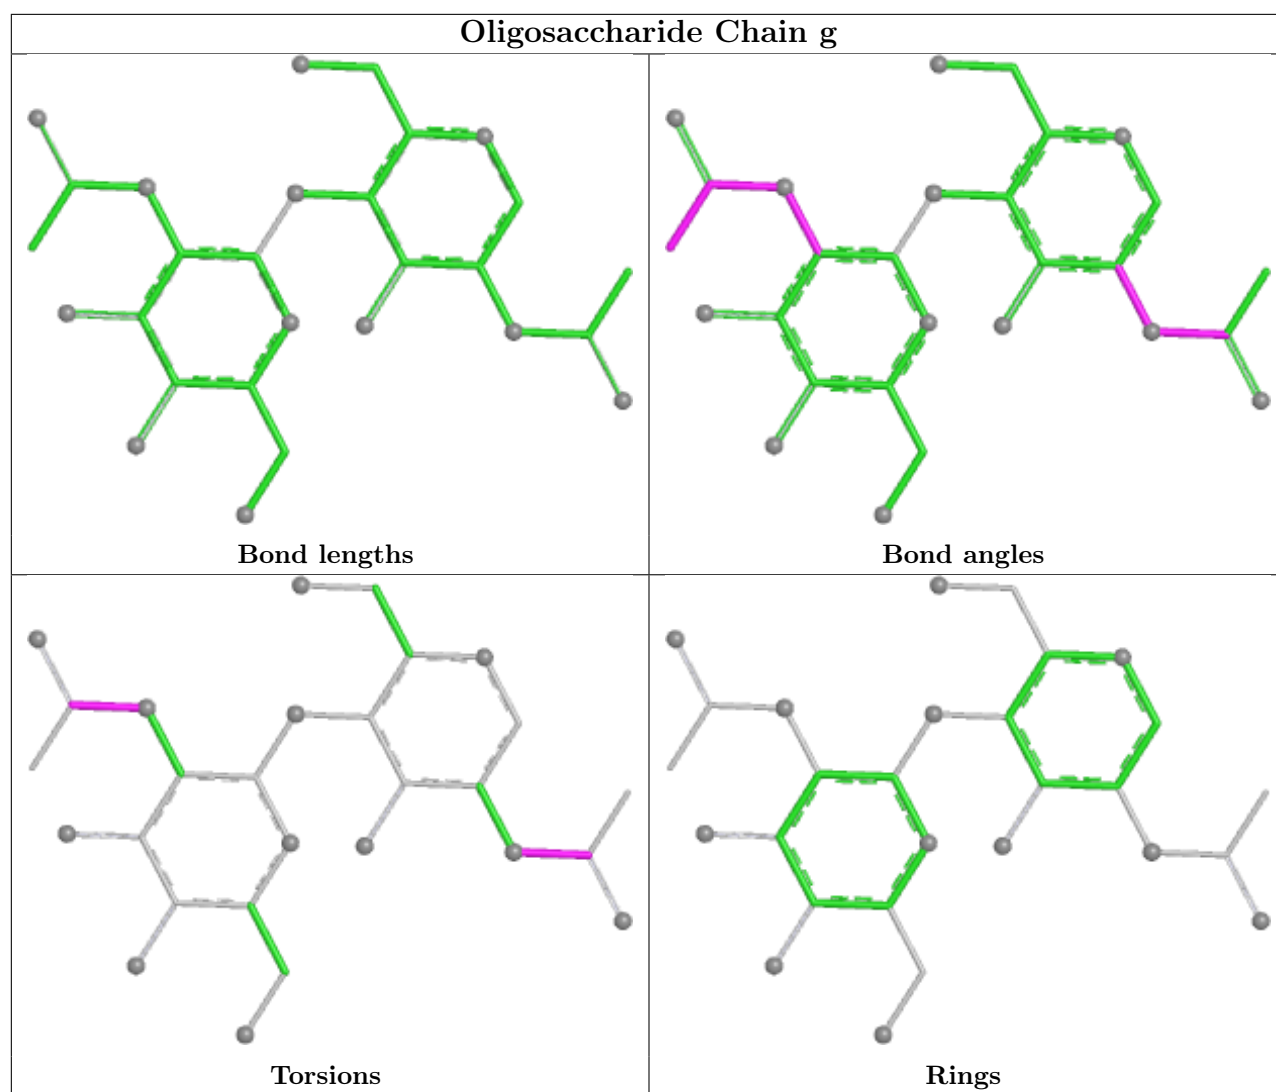 Oligosaccharide Chain g
Bond lengths
Bond angles
Torsions
Rings